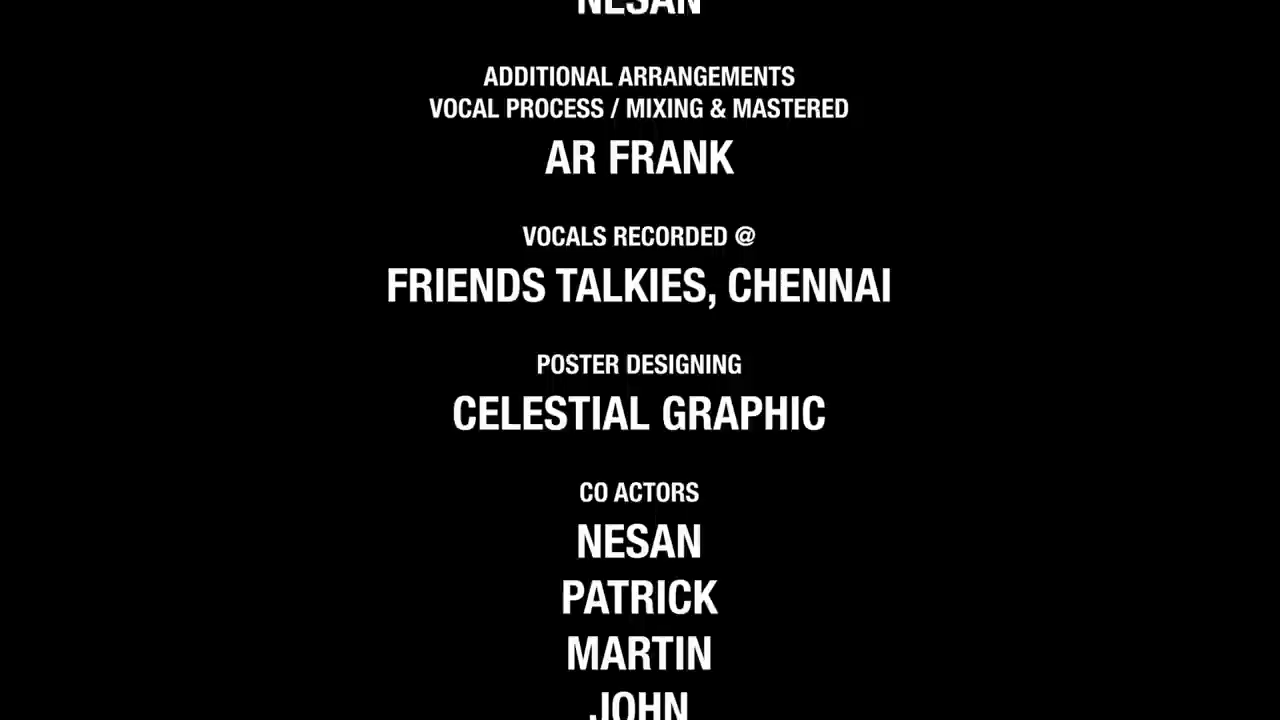 NESAN
ADDITIONAL ARRANGEMENTS
VOCAL PROCESS / MIXING & MASTERED
AR FRANK
VOCALS RECORDED @
FRIENDS TALKIES, CHENNAI
POSTER DESIGNING
CELESTIAL GRAPHIC
CO ACTORS
NESAN
PATRICK
MARTIN
JOHN